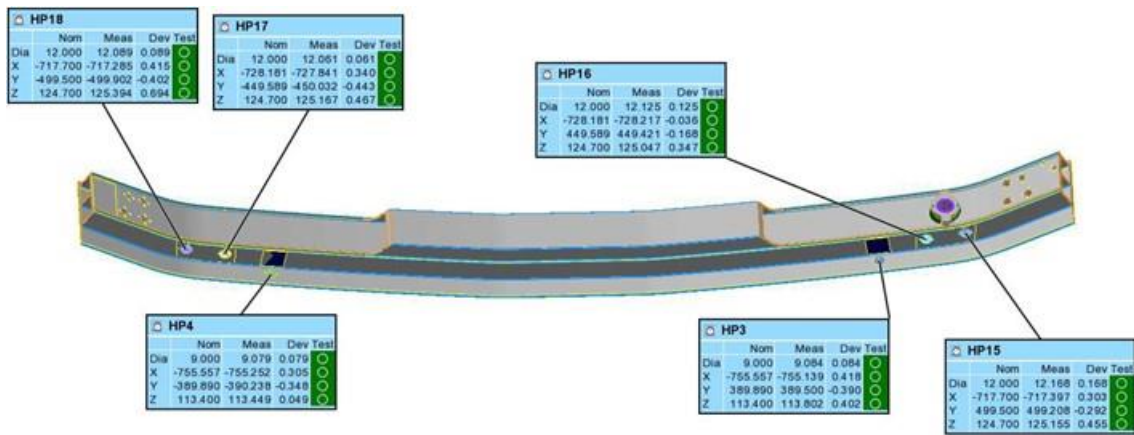 HP18
Nom Meas Dev Test
Dia 12.000 12.089 0.089
X -717.700 -717.285 0.415
Y -499.500 -499.902 -0.402
Z 124.700 125.394 0.694
HP17
Nom Meas Dev Test
Dia 12.000 12.061 0.061
X -728.181 -727.841 0.340
Y -449.589 -450.032 -0.443
Z 124.700 125.167 0.467
HP16
Nom Meas Dev Test
Dia 12.000 12.125 0.125
X -728.181 -728.217 -0.036
Y 449.589 449.421 -0.168
Z 124.700 125.047 0.347
HP4
Nom Meas Dev Test
Dia 9.000 9.079 0.079
X -755.557 -755.252 0.305
Y -389.890 -390.238 -0.348
Z 113.400 113.449 0.049
HP3
Nom Meas Dev Test
Dia 9.000 9.084 0.084
X -755.557 -755.139 0.418
Y 389.890 389.500 -0.390
Z 113.400 113.802 0.402
HP15
Nom Meas Dev Test
Dia 12.000 12.168 0.168
X -717.700 -717.397 0.303
Y 499.500 499.208 -0.292
Z 124.700 125.155 0.455